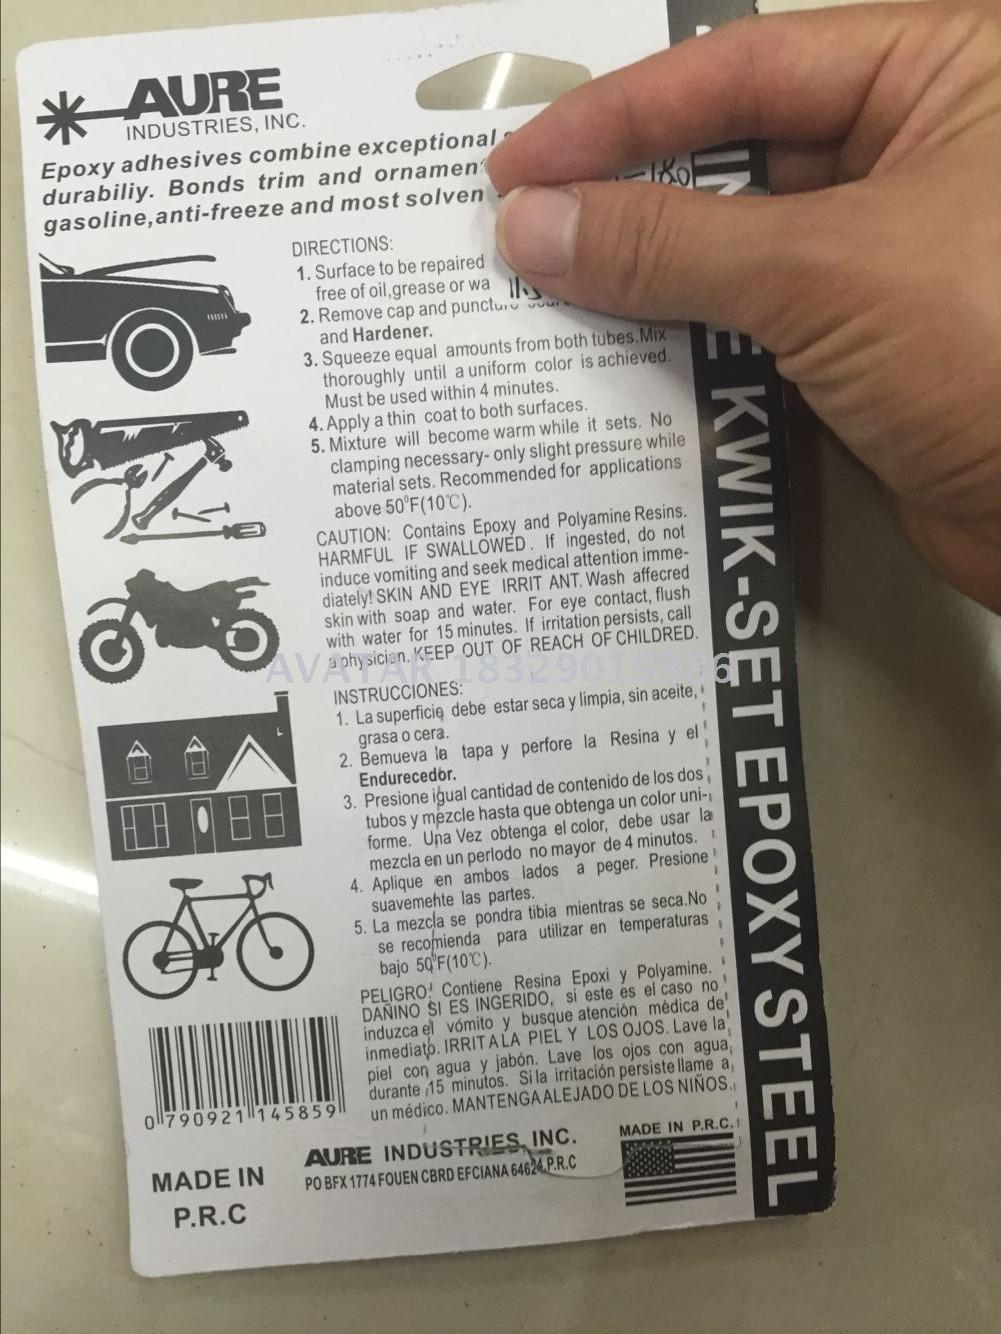 AURE
INDUSTRIES, INC.
Epoxy adhesives combine exceptional
durabiliy. Bonds trim and ornamen
gasoline,anti-freeze and most solven
-180
DIRECTIONS:
1. Surface to be repaired
free of oil,grease or wa
2. Remove cap and puncture
and Hardener.
3. Squeeze equal amounts from both tubes.Mix
thoroughly until a uniform color is achieved.
Must be used within 4 minutes.
4. Apply a thin coat to both surfaces.
5. Mixture will become warm while it sets. No
clamping necessary- only slight pressure while
material sets. Recommended for applications
above 50°F(10℃).
CAUTION: Contains Epoxy and Polyamine Resins.
HARMFUL IF SWALLOWED. If ingested, do not
induce vomiting and seek medical attention imme-
diately! SKIN AND EYE IRRIT ANT. Wash affecred
skin with soap and water. For eye contact, flush
with water for 15 minutes. If irritation persists, call
a physician. KEEP OUT OF REACH OF CHILDRED.
AVATAR
INSTRUCCIONES:
1. La superficie debe estar seca y limpia, sin aceite,
grasa o cera.
2. Bemueva la tapa y perfore la Resina y el
Endurecedor.
3. Presione igual cantidad de contenido de los dos
tubos y mezcle hasta que obtenga un color uni-
forme. Una Vez obtenga el color, debe usar la
mezcla en un perlodo no mayor de 4 minutos.
4. Aplique en ambos lados a peger. Presione
suavemente las partes.
5. La mezcla se pondra tibia mientras se seca.No
se recomienda para utilizar en temperaturas
bajo 50°F(10℃).
PELIGRO! Contiene Resina Epoxi y Polyamine.
DAÑINO SI ES INGERIDO, si este es el caso no
induzca el vómito y busque atención médica de
inmediato. IRRITA LA PIEL Y LOS OJOS. Lave la
piel con agua y jabón. Lave los ojos con agua
durante 15 minutos. Si la irritación persiste llame a
un médico. MANTENGA ALEJADO DE LOS NIÑOS.
0 790921 145859
MADE IN
P.R.C
AURE INDUSTRIES, INC.
PO BFX 1774 FOUEN CBRD EFCIANA 64624,P.R.C
MADE IN P.R.C.
KWIK-SET EPOXY STEEL